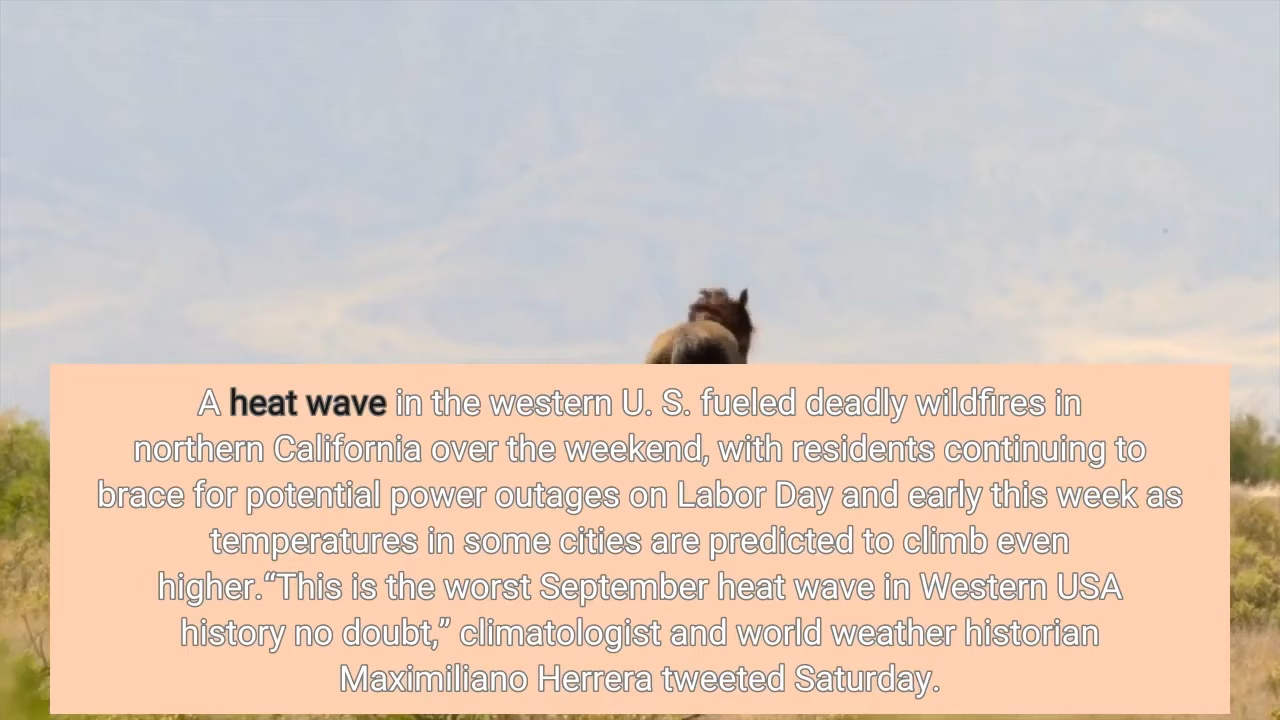 A heat wave in the western U. S. fueled deadly wildfires in
northern California over the weekend, with residents continuing to
brace for potential power outages on Labor Day and early this week as
temperatures in some cities are predicted to climb even
higher.“This is the worst September heat wave in Western USA
history no doubt,” climatologist and world weather historian
Maximiliano Herrera tweeted Saturday.